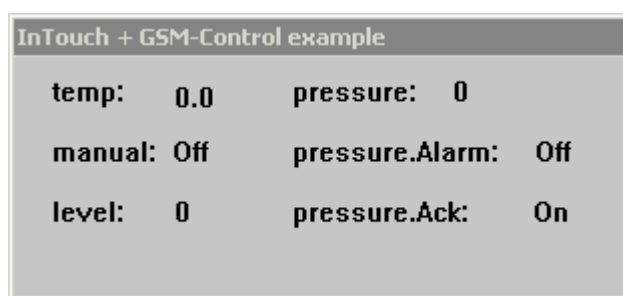 InTouch + GSM-Control example
temp: 0.0 pressure: 0
manual: Off pressure.Alarm: Off
level: 0 pressure.Ack: On